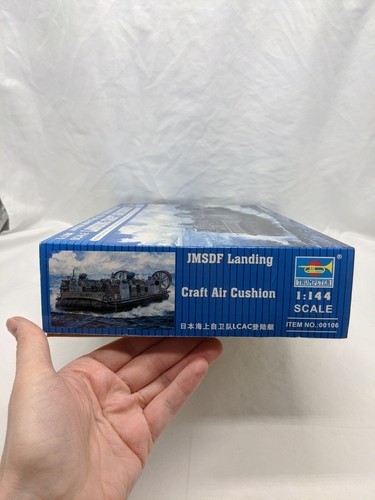 JMSDF Landing
Craft Air Cushion
日本海上自卫队LCAC登陆艇
®
TRUMPETER
1:144
SCALE
ITEM NO.:00106